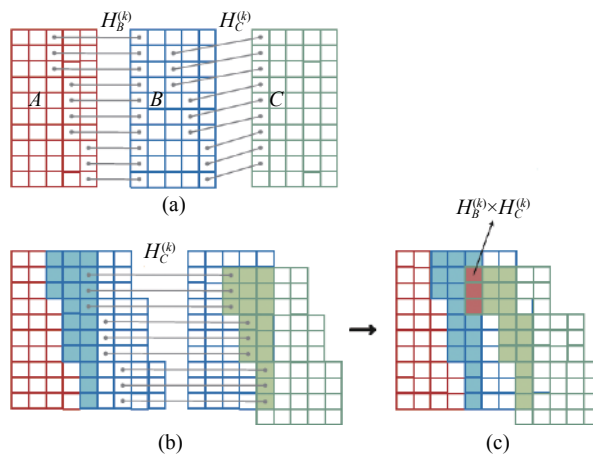 H_B^{(k)} H_C^{(k)}
A B C
(a)
H_B^{(k)}×H_C^{(k)}
H_C^{(k)}
(b) (c)